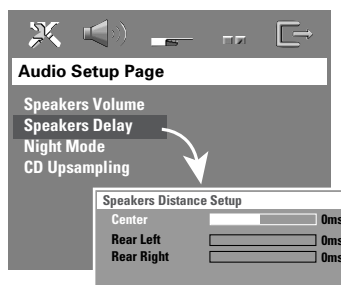 Audio Setup Page
Speakers Volume
Speakers Delay
Night Mode
CD Upsampling
Speakers Distance Setup
Center 0ms
Rear Left 0ms
Rear Right 0ms